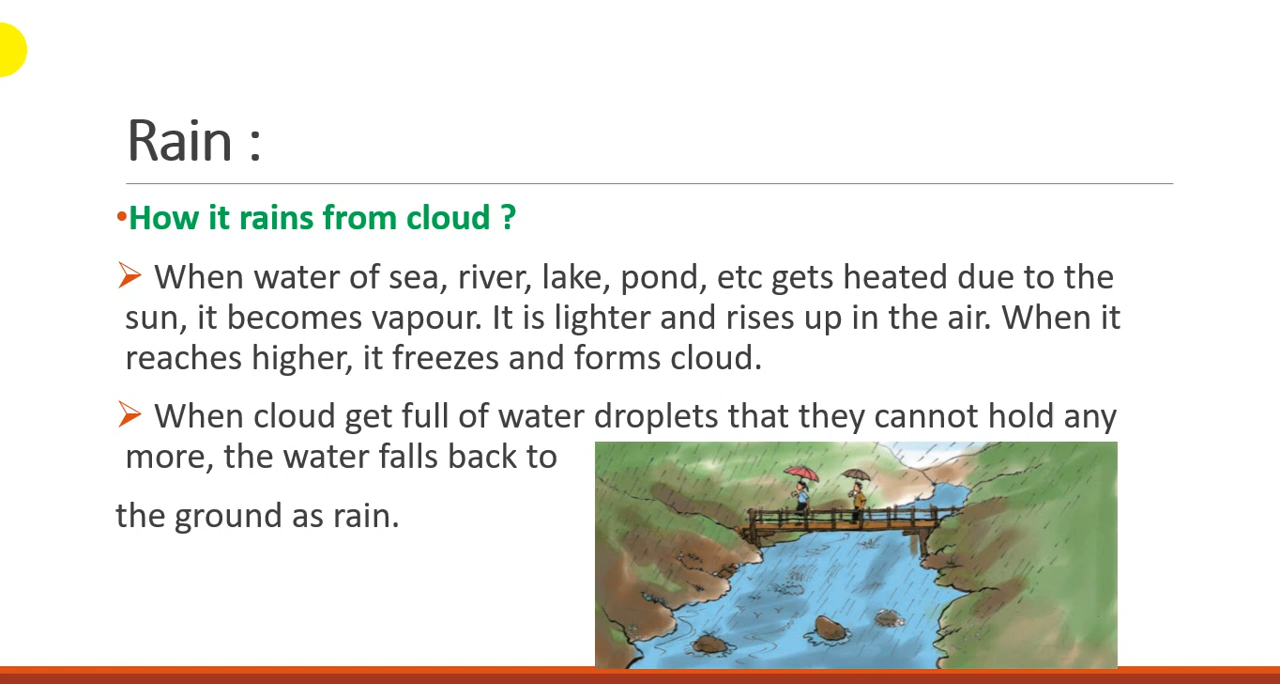 Rain :
•How it rains from cloud ?
➢ When water of sea, river, lake, pond, etc gets heated due to the
sun, it becomes vapour. It is lighter and rises up in the air. When it
reaches higher, it freezes and forms cloud.
➢ When cloud get full of water droplets that they cannot hold any
more, the water falls back to
the ground as rain.